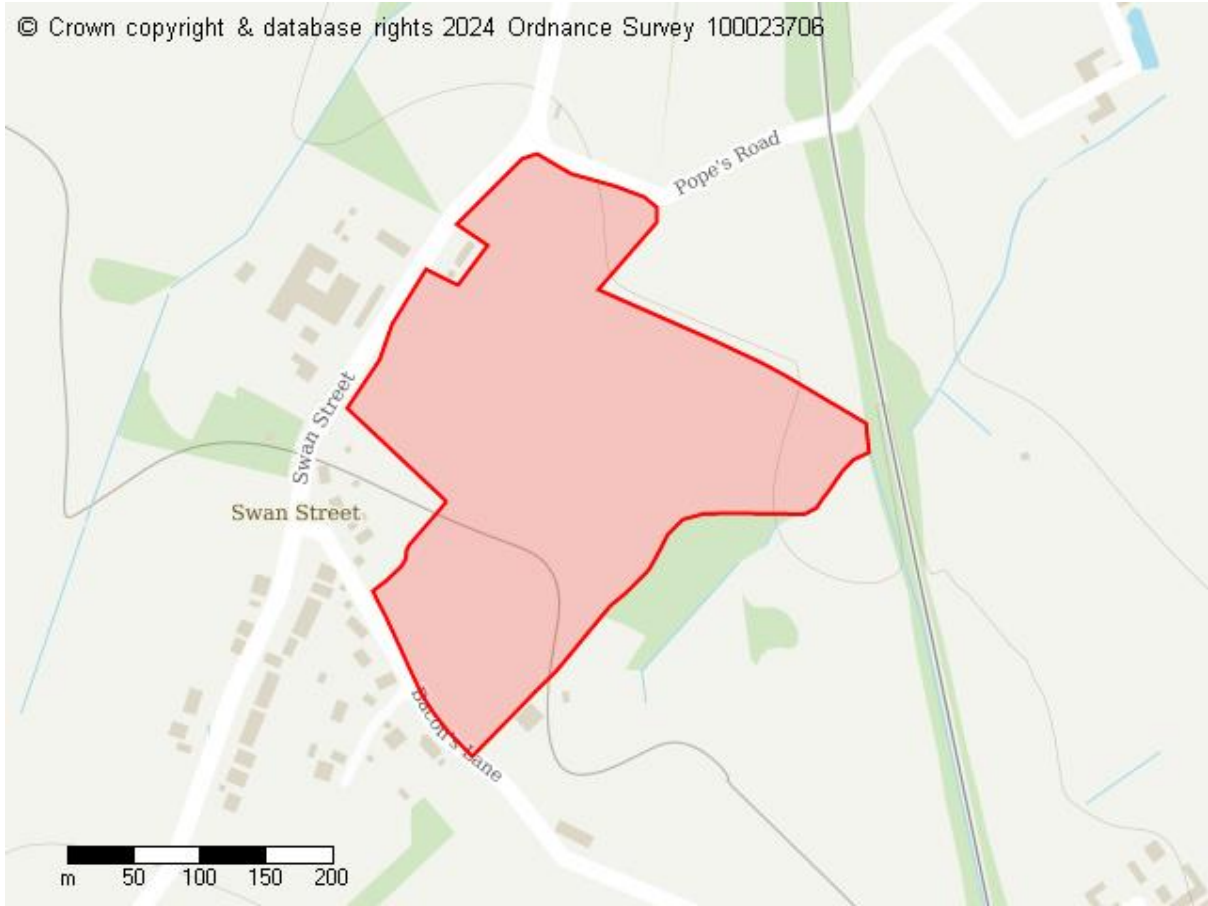 © Crown copyright & database rights 2024 Ordnance Survey 100023706
Pope's Road
Swan Street
Swan Street
Bacon's Lane
m 50 100 150 200